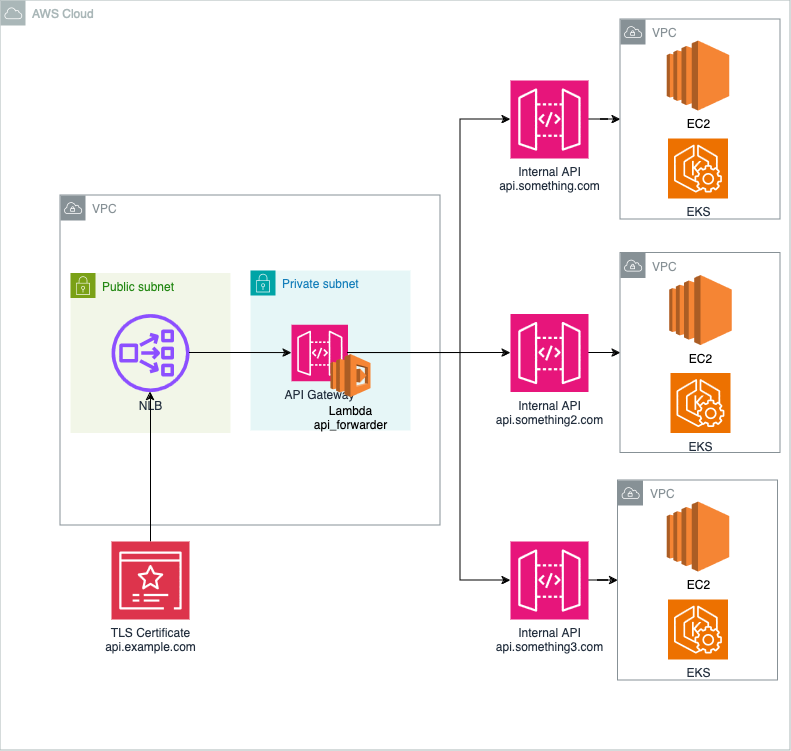 AWS Cloud
VPC
EC2
EKS
Internal API
api.something.com
VPC
Public subnet
Private subnet
NLB
API Gateway
Lambda
api_forwarder
VPC
EC2
EKS
Internal API
api.something2.com
VPC
EC2
EKS
Internal API
api.something3.com
TLS Certificate
api.example.com